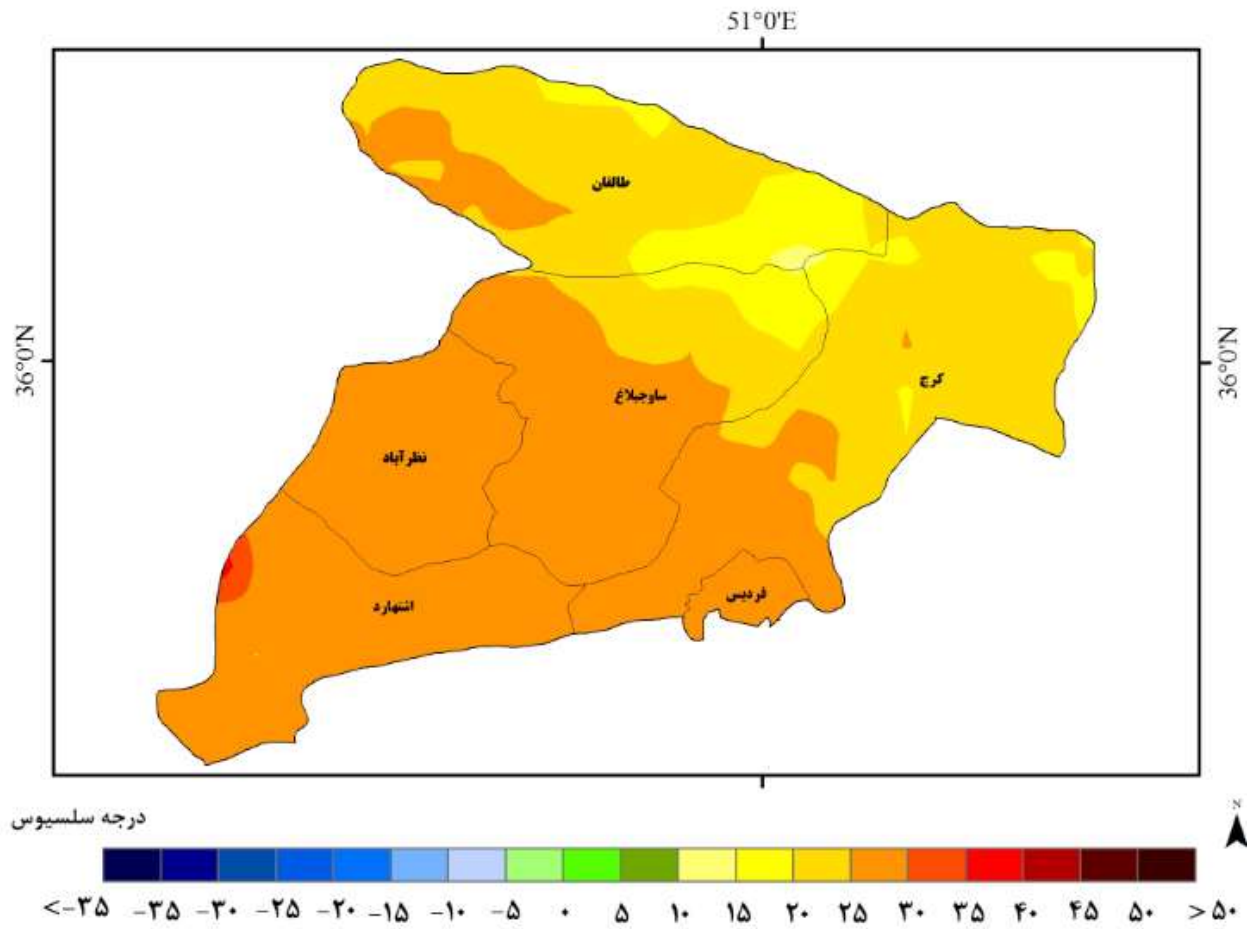 51°0'E
طالقان
36°0'N
36°0'N
کرج
ساوجبلاغ
نظرآباد
فردیس
اشتهارد
درجه سلسیوس
N
<-۳۵ -۳۵ -۳۰ -۲۵ -۲۰ -۱۵ -۱۰ -۵ ۰ ۵ ۱۰ ۱۵ ۲۰ ۲۵ ۳۰ ۳۵ ۴۰ ۴۵ ۵۰ >۵۰